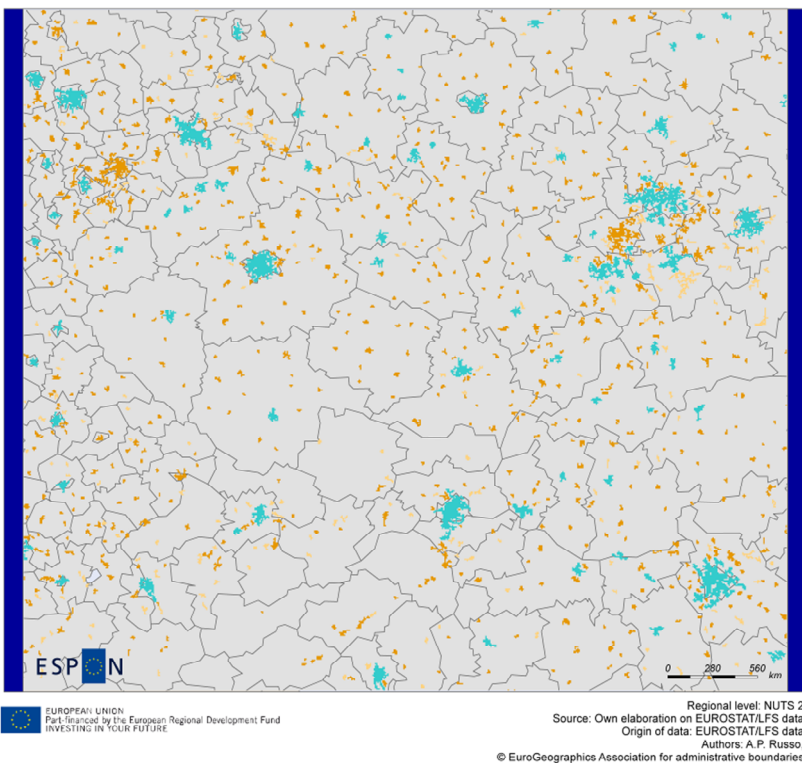 ESPON
0 280 560
km
EUROPEAN UNION
Part-financed by the European Regional Development Fund
INVESTING IN YOUR FUTURE
Regional level: NUTS 2
Source: Own elaboration on EUROSTAT/LFS data
Origin of data: EUROSTAT/LFS data
Authors: A.P. Russo,
© EuroGeographics Association for administrative boundaries